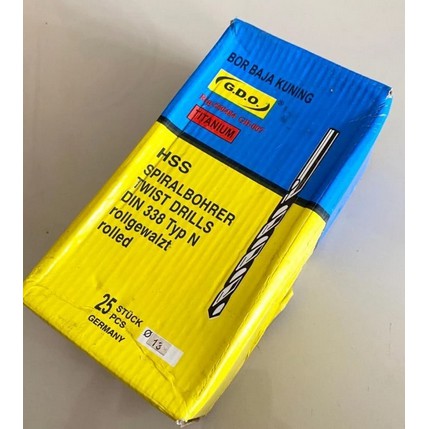 BOR BAJA KUNING
G.D.O.
TITANIUM
HSS
SPIRALBOHRER
TWIST DRILLS
DIN 338 Typ N
rollgewalzt
rolled
25 STÜCK
PCS
GERMANY
Ø
13